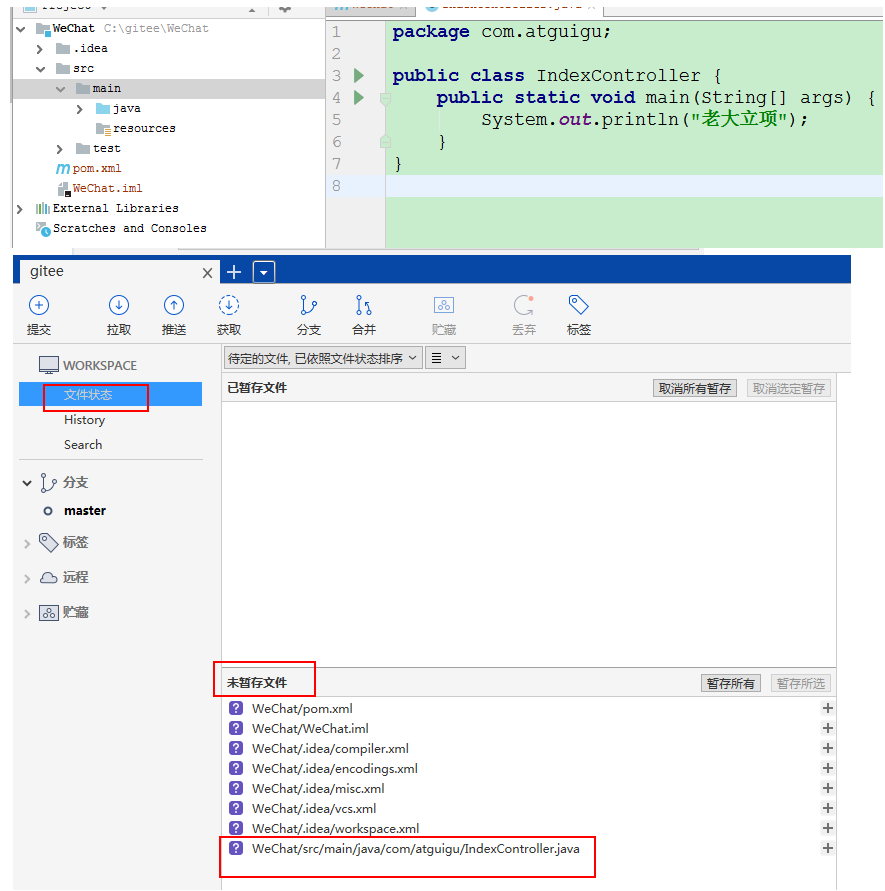 WeChat C:\gitee\WeChat
.idea
src
main
java
resources
test
pom.xml
WeChat.iml
External Libraries
Scratches and Consoles
1 package com.atguigu;
2
3 public class IndexController {
4 public static void main(String[] args) {
5 System.out.println("老大立项");
6 }
7 }
8
gitee
提交 拉取 推送 获取 分支 合并 贮藏 丢弃 标签
WORKSPACE
文件状态
History
Search
分支
master
标签
远程
贮藏
待定的文件, 已依照文件状态排序
已暂存文件 取消所有暂存 取消选定暂存
未暂存文件 暂存所有 暂存所选
WeChat/pom.xml
WeChat/WeChat.iml
WeChat/.idea/compiler.xml
WeChat/.idea/encodings.xml
WeChat/.idea/misc.xml
WeChat/.idea/vcs.xml
WeChat/.idea/workspace.xml
WeChat/src/main/java/com/atguigu/IndexController.java